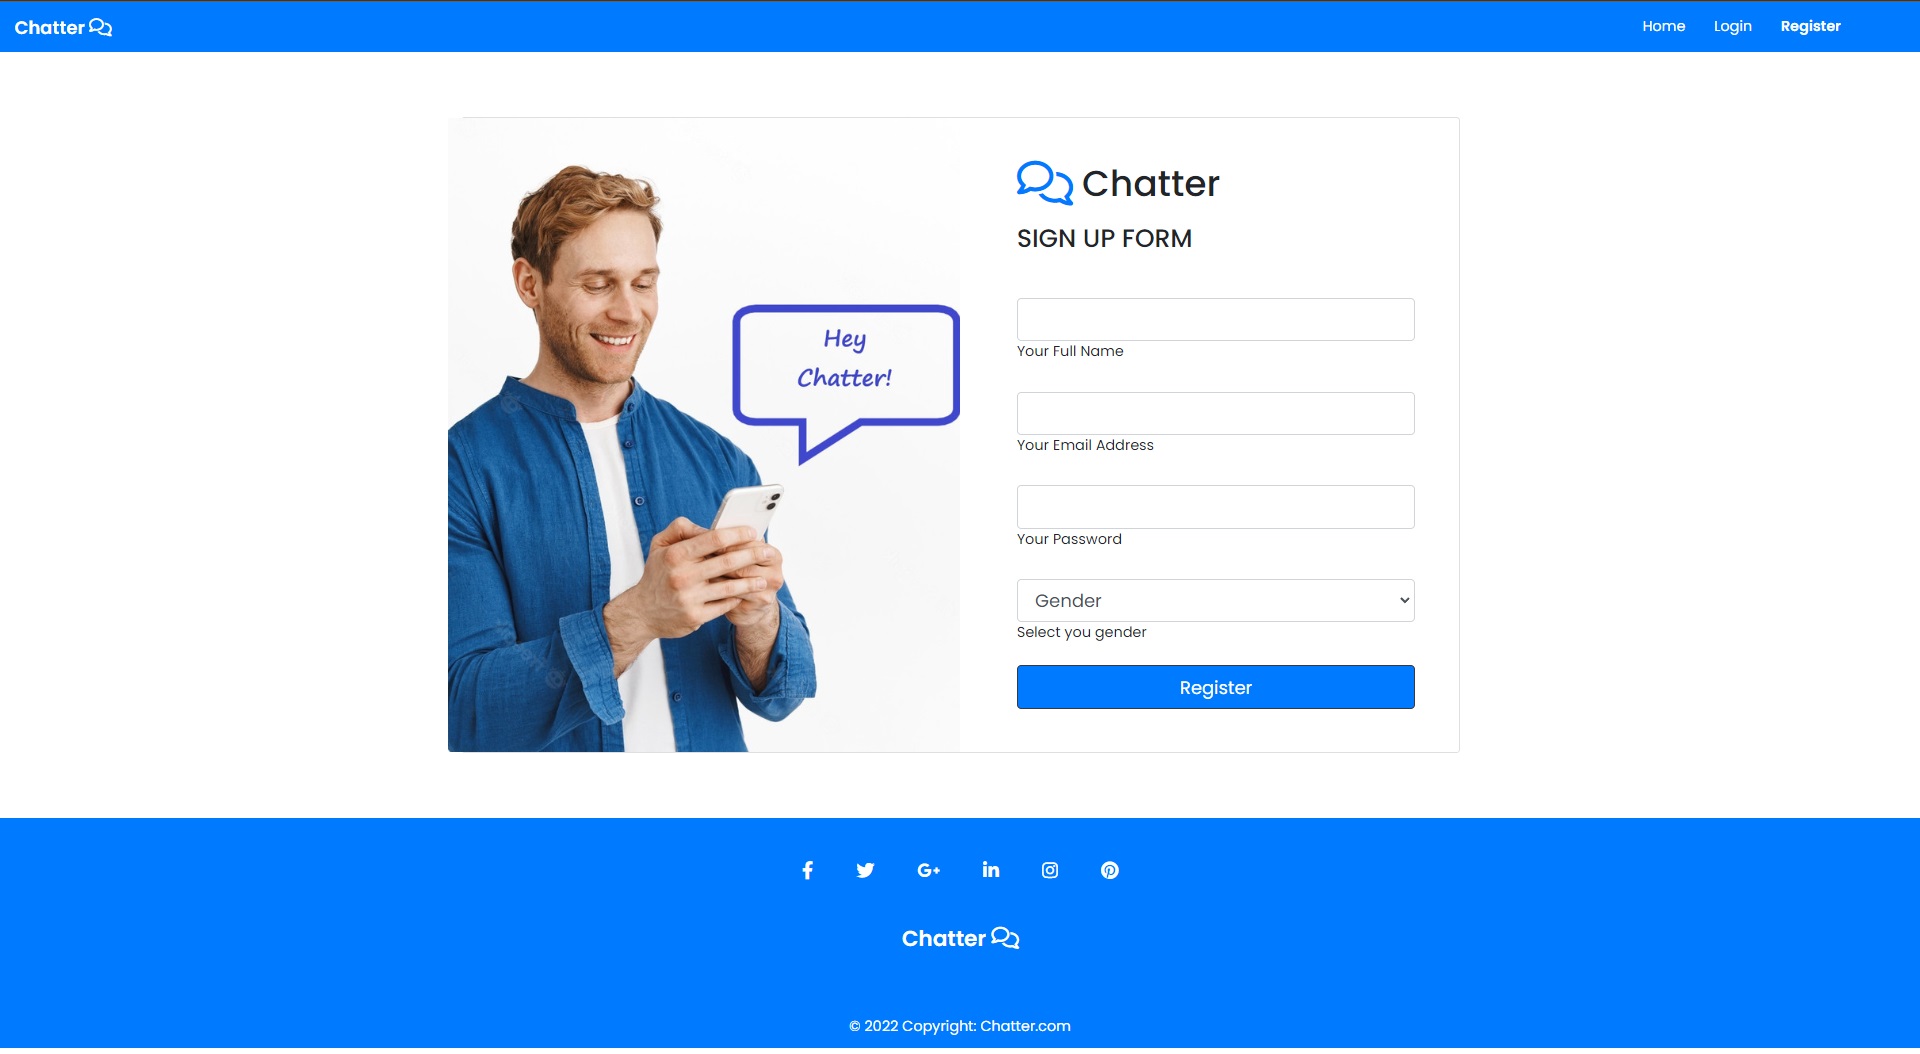 Chatter
Home Login Register
Chatter
SIGN UP FORM
Hey
Chatter!
Your Full Name
Your Email Address
Your Password
Gender
Select you gender
Register
G+
in
Chatter
© 2022 Copyright: Chatter.com